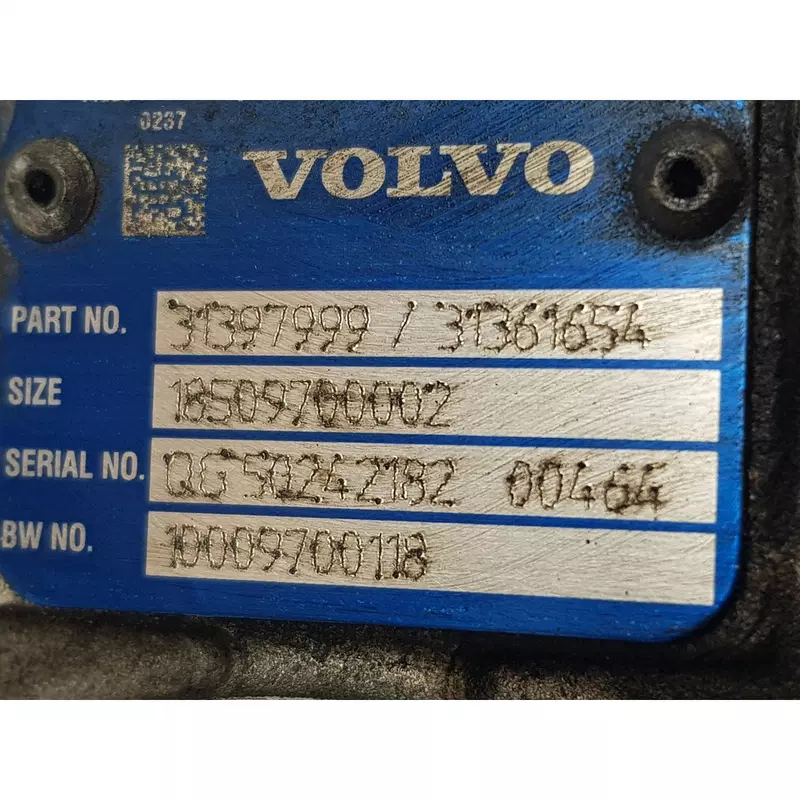 0237
VOLVO
PART NO. 31397999 / 31361654
SIZE 18509700002
SERIAL NO. QG 50242182 00464
BW NO. 10009700118